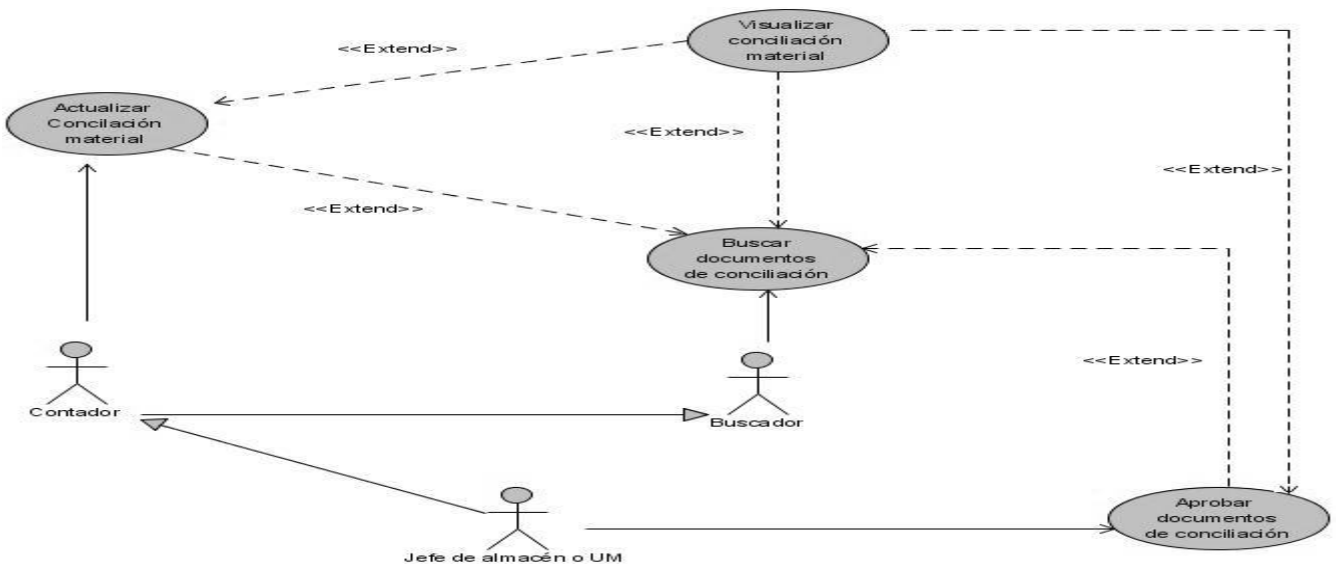 Visualizar
conciliación
material
<<Extend>>
Actualizar
Concilación
material
<<Extend>>
<<Extend>>
<<Extend>>
Buscar
documentos
de conciliación
<<Extend>>
Contador
Buscador
Aprobar
documentos
de conciliación
Jefe de almacén o UM